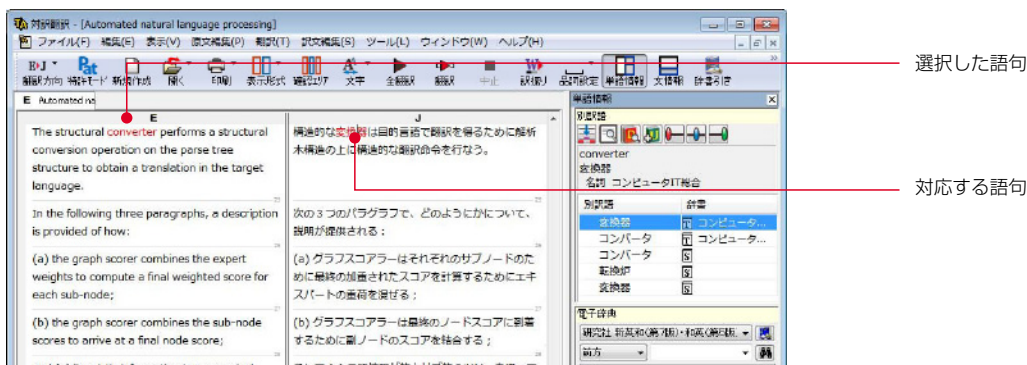 対訳翻訳 - [Automated natural language processing]
ファイル(F) 編集(E) 表示(V) 原文編集(P) 翻訳(T) 訳文編集(S) ツール(L) ウィンドウ(W) ヘルプ(H)
翻訳方向 特許モード 新規作成 開く 印刷 表示形式 確認エリア 文字 全翻訳 翻訳 中止 訳振り 品詞設定 単語情報 文情報 辞書引き
選択した語句
E Automated na
単語情報
E
J
別訳語
The structural converter performs a structural
conversion operation on the parse tree
structure to obtain a translation in the target
language.
構造的な変換器は目的言語で翻訳を得るために解析
木構造の上に構造的な翻訳命令を行なう。
converter
変換器
名詞 コンピュータIT総合
対応する語句
25
In the following three paragraphs, a description
is provided of how:
次の3つのパラグラフで、どのようにかについて、
説明が提供される:
別訳語 辞書
変換器 コンピュータ...
コンバータ コンピュータ...
コンバータ S
転換炉 S
変換器 S
26
(a) the graph scorer combines the expert
weights to compute a final weighted score for
each sub-node;
(a) グラフスコアラーはそれぞれのサブノードのた
めに最終の加重されたスコアを計算するためにエキ
スパートの重荷を混ぜる;
27
(b) the graph scorer combines the sub-node
scores to arrive at a final node score;
(b) グラフスコアラーは最終のノードスコアに到着
するために副ノードのスコアを結合する;
28
電子辞典
研究社 新英和(第7版)・和英(第5版)
前方